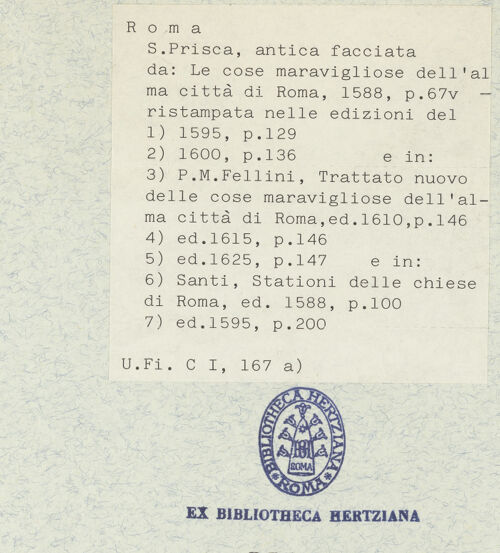 R o m a
S.Prisca, antica facciata
da: Le cose maravigliose dell'al
ma città di Roma, 1588, p.67v –
ristampata nelle edizioni del
1) 1595, p.129
2) 1600, p.136 e in:
3) P.M.Fellini, Trattato nuovo
delle cose maravigliose dell'al-
ma città di Roma,ed.1610,p.146
4) ed.1615, p.146
5) ed.1625, p.147 e in:
6) Santi, Stationi delle chiese
di Roma, ed. 1588, p.100
7) ed.1595, p.200
U.Fi. C I, 167 a)
BIBLIOTHECA HERTZIANA
ROMA
ROMA
EX BIBLIOTHECA HERTZIANA